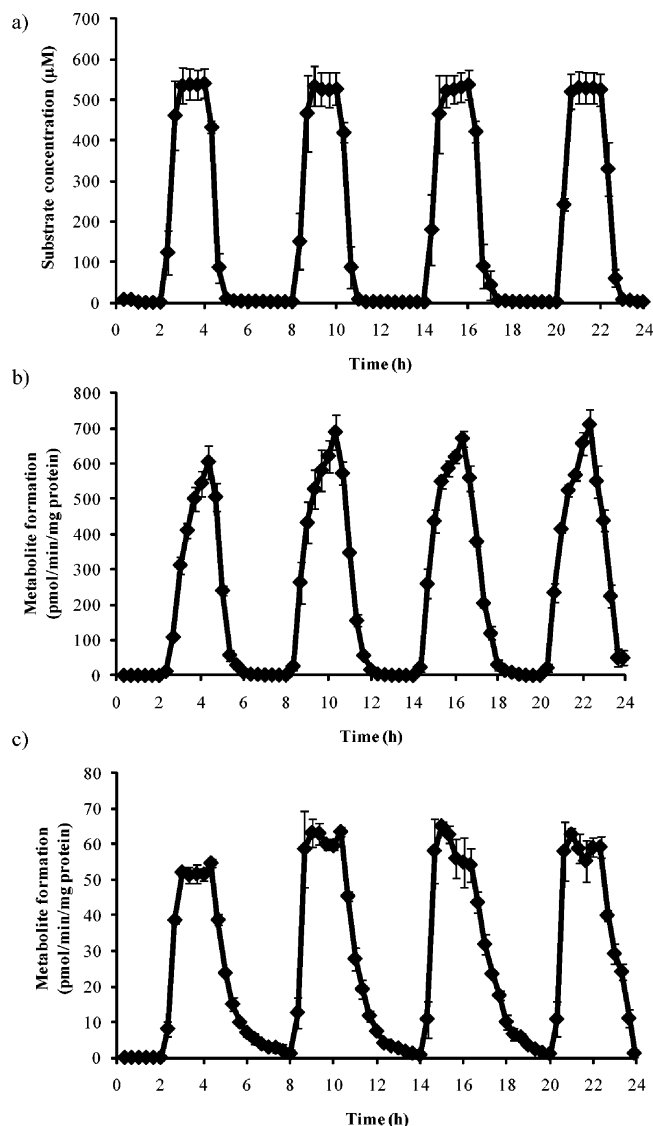 a)
Substrate concentration (µM)
700
600
500
400
300
200
100
0
0 2 4 6 8 10 12 14 16 18 20 22 24
Time (h)
b)
Metabolite formation
(pmol/min/mg protein)
800
700
600
500
400
300
200
100
0
0 2 4 6 8 10 12 14 16 18 20 22 24
Time (h)
c)
Metabolite formation
(pmol/min/mg protein)
80
70
60
50
40
30
20
10
0
0 2 4 6 8 10 12 14 16 18 20 22 24
Time (h)